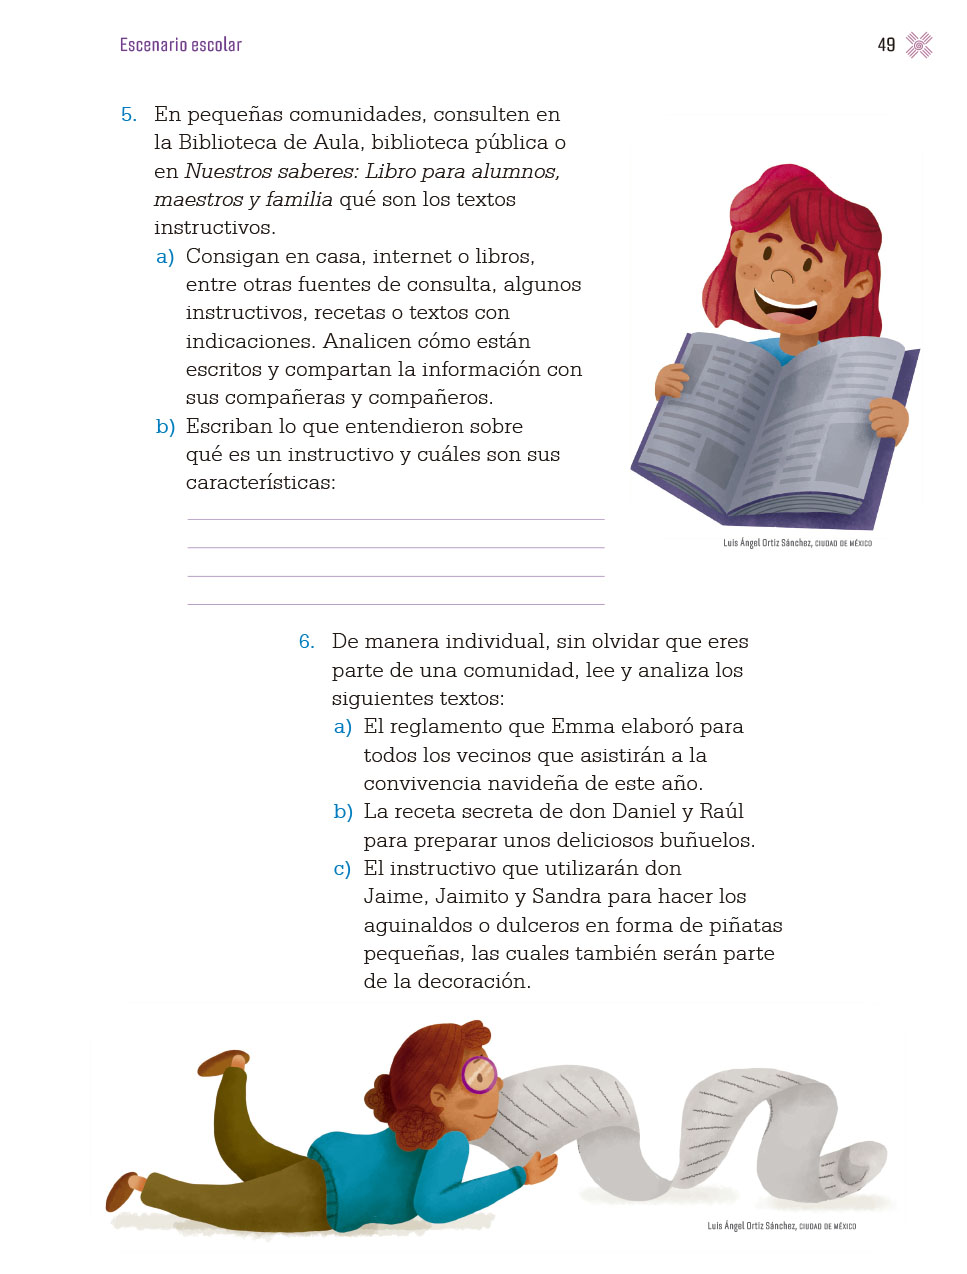 Escenario escolar
49
5. En pequeñas comunidades, consulten en
la Biblioteca de Aula, biblioteca pública o
en Nuestros saberes: Libro para alumnos,
maestros y familia qué son los textos
instructivos.
a) Consigan en casa, internet o libros,
entre otras fuentes de consulta, algunos
instructivos, recetas o textos con
indicaciones. Analicen cómo están
escritos y compartan la información con
sus compañeras y compañeros.
b) Escriban lo que entendieron sobre
qué es un instructivo y cuáles son sus
características:
Luis Ángel Ortiz Sánchez, CIUDAD DE MÉXICO
6. De manera individual, sin olvidar que eres
parte de una comunidad, lee y analiza los
siguientes textos:
a) El reglamento que Emma elaboró para
todos los vecinos que asistirán a la
convivencia navideña de este año.
b) La receta secreta de don Daniel y Raúl
para preparar unos deliciosos buñuelos.
c) El instructivo que utilizarán don
Jaime, Jaimito y Sandra para hacer los
aguinaldos o dulceros en forma de piñatas
pequeñas, las cuales también serán parte
de la decoración.
Luis Ángel Ortiz Sánchez, CIUDAD DE MÉXICO